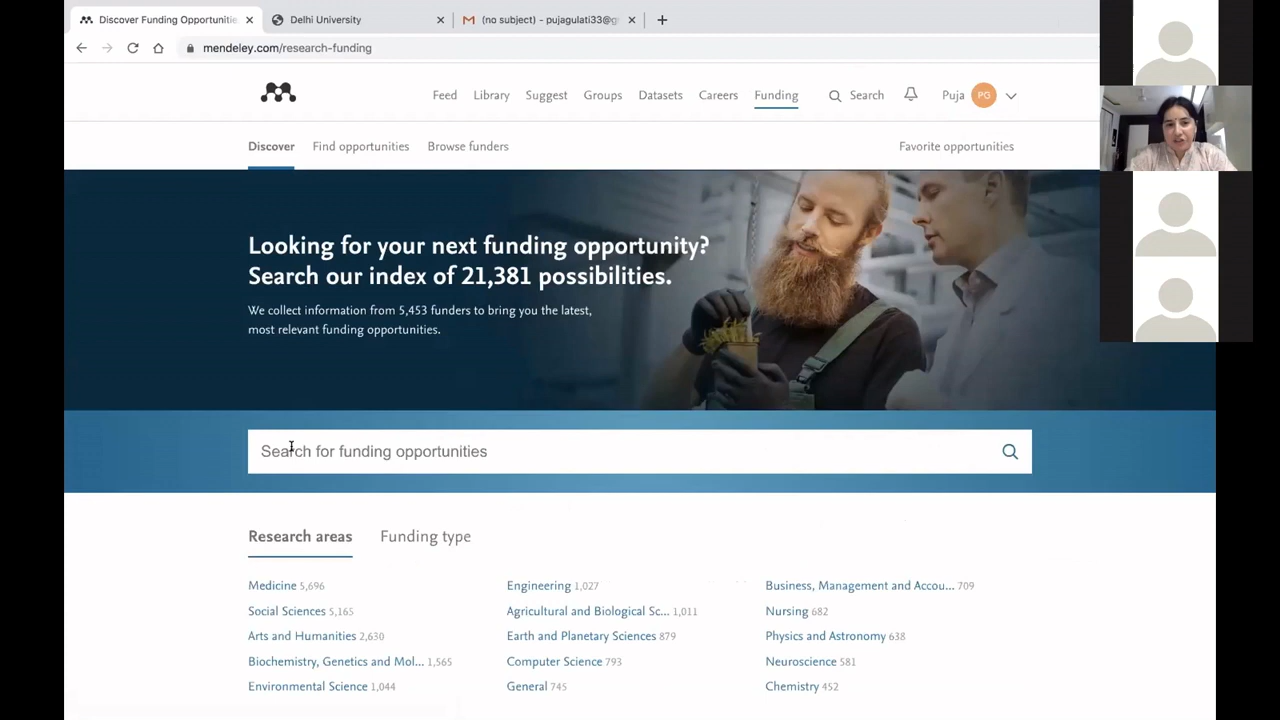 Discover Funding Opportunitie
Delhi University
(no subject) - pujagulati33@g
mendeley.com/research-funding
Feed Library Suggest Groups Datasets Careers Funding Search Puja PG
Discover Find opportunities Browse funders Favorite opportunities
Looking for your next funding opportunity?
Search our index of 21,381 possibilities.
We collect information from 5,453 funders to bring you the latest,
most relevant funding opportunities.
Search for funding opportunities
Research areas Funding type
Medicine 5,696 Engineering 1,027 Business, Management and Accou... 709
Social Sciences 5,165 Agricultural and Biological Sc... 1,011 Nursing 682
Arts and Humanities 2,630 Earth and Planetary Sciences 879 Physics and Astronomy 638
Biochemistry, Genetics and Mol... 1,565 Computer Science 793 Neuroscience 581
Environmental Science 1,044 General 745 Chemistry 452